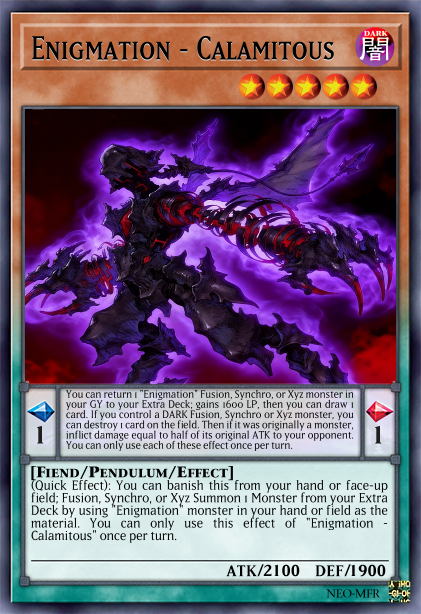 Enigmation - Calamitous
DARK
闇
You can return 1 "Enigmation" Fusion, Synchro, or Xyz monster in
your GY to your Extra Deck; gains 1600 LP, then you can draw 1
card. If you control a DARK Fusion, Synchro or Xyz monster, you
can destroy 1 card on the field. Then if it was originally a monster,
inflict damage equal to half of its original ATK to your opponent.
You can only use each of these effect once per turn.
1
1
[Fiend/Pendulum/Effect]
(Quick Effect): You can banish this from your hand or face-up
field; Fusion, Synchro, or Xyz Summon 1 Monster from your Extra
Deck by using "Enigmation" monster in your hand or field as the
material. You can only use this effect of "Enigmation -
Calamitous" once per turn.
ATK/2100 DEF/1900
NEO-MFR